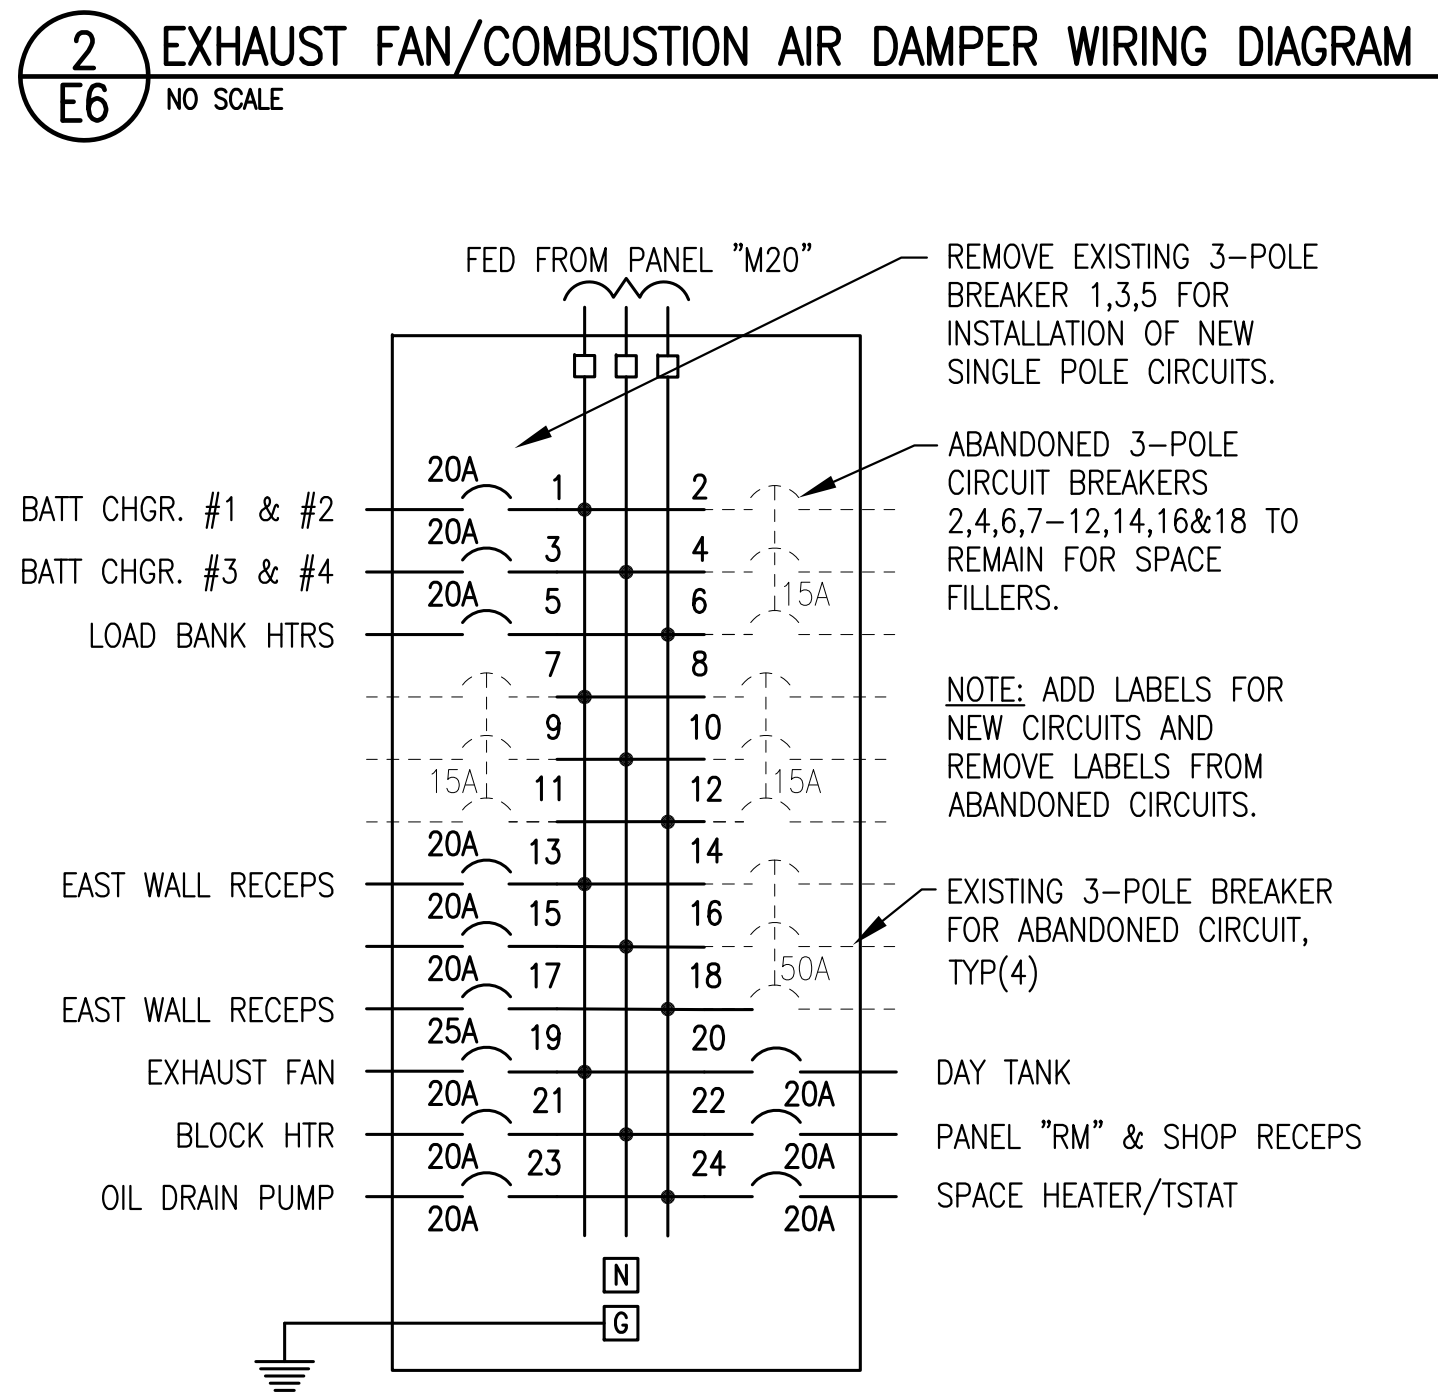 2
E6
EXHAUST FAN/COMBUSTION AIR DAMPER WIRING DIAGRAM
NO SCALE
FED FROM PANEL "M20"
REMOVE EXISTING 3-POLE
BREAKER 1,3,5 FOR
INSTALLATION OF NEW
SINGLE POLE CIRCUITS.
ABANDONED 3-POLE
CIRCUIT BREAKERS
2,4,6,7-12,14,16&18 TO
REMAIN FOR SPACE
FILLERS.
NOTE: ADD LABELS FOR
NEW CIRCUITS AND
REMOVE LABELS FROM
ABANDONED CIRCUITS.
EXISTING 3-POLE BREAKER
FOR ABANDONED CIRCUIT,
TYP(4)
20A
BATT CHGR. #1 & #2 1 2
20A
BATT CHGR. #3 & #4 3 4
20A 5 6 15A
LOAD BANK HTRS
7 8
9 10
15A 11 12 15A
20A 13 14
EAST WALL RECEPS
20A 15 16
20A 17 18 50A
EAST WALL RECEPS
25A 19 20
EXHAUST FAN DAY TANK
20A 21 22 20A
BLOCK HTR PANEL "RM" & SHOP RECEPS
20A 23 24 20A
OIL DRAIN PUMP SPACE HEATER/TSTAT
20A 20A
N
G